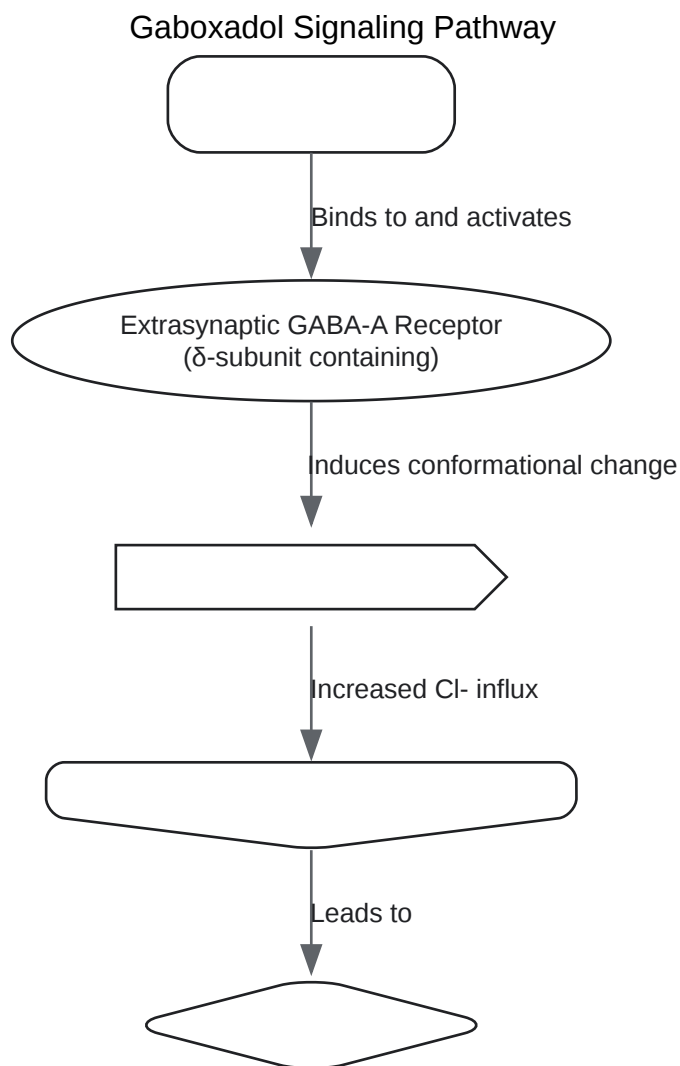 Gaboxadol Signaling Pathway
Binds to and activates
Extrasynaptic GABA-A Receptor
(δ-subunit containing)
Induces conformational change
Increased Cl- influx
Leads to